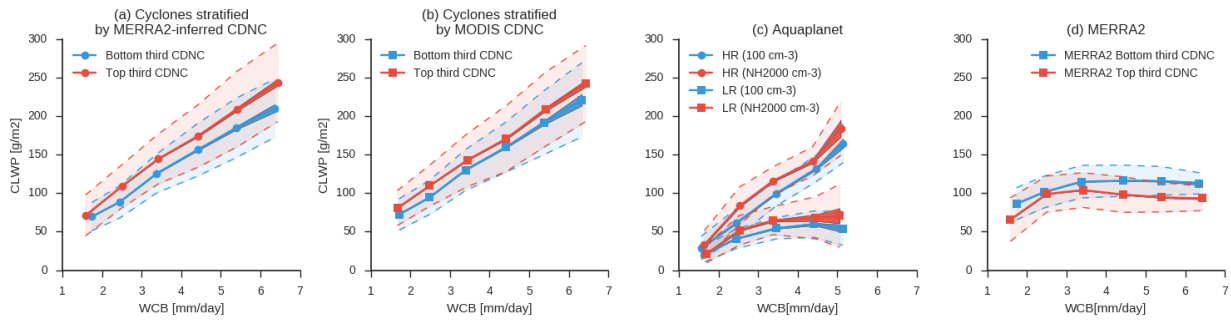 (a) Cyclones stratified
by MERRA2-inferred CDNC
300
250
200
150
100
50
0
CLWP [g/m2]
Bottom third CDNC
Top third CDNC
1 2 3 4 5 6 7
WCB [mm/day]
(b) Cyclones stratified
by MODIS CDNC
300
250
200
150
100
50
0
CLWP [g/m2]
Bottom third CDNC
Top third CDNC
1 2 3 4 5 6 7
WCB [mm/day]
(c) Aquaplanet
300
250
200
150
100
50
0
CLWP [g/m2]
HR (100 cm-3)
HR (NH2000 cm-3)
LR (100 cm-3)
LR (NH2000 cm-3)
1 2 3 4 5 6 7
WCB[mm/day]
(d) MERRA2
300
250
200
150
100
50
0
MERRA2 Bottom third CDNC
MERRA2 Top third CDNC
1 2 3 4 5 6 7
WCB[mm/day]